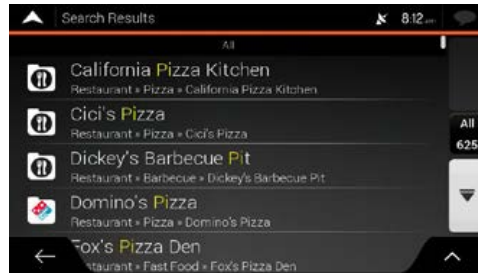 Search Results
8:12
All
California Pizza Kitchen
Restaurant » Pizza » California Pizza Kitchen
Cici's Pizza
Restaurant » Pizza » Cici's Pizza
Dickey's Barbecue Pit
Restaurant » Barbecue » Dickey's Barbecue Pit
All
625
Domino's Pizza
Restaurant » Pizza » Domino's Pizza
Fox's Pizza Den
taurant » Fast Food » Fox's Pizza Den